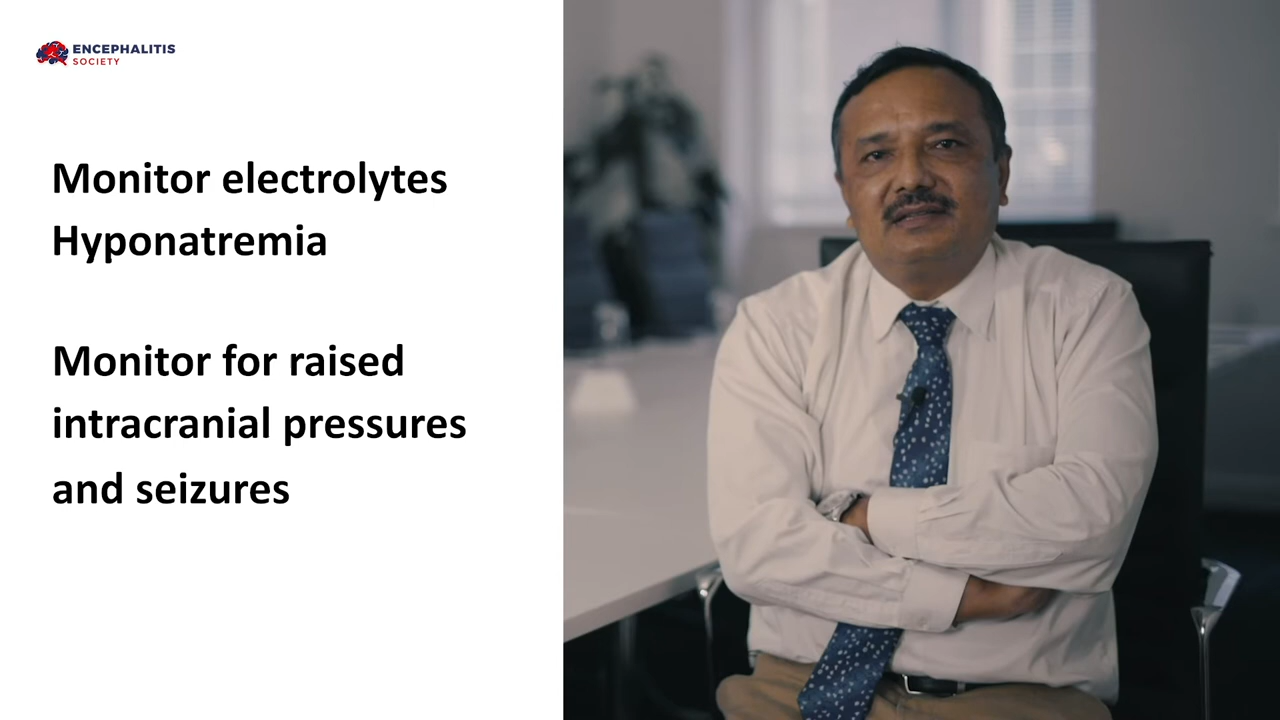 ENCEPHALITIS
SOCIETY
Monitor electrolytes
Hyponatremia
Monitor for raised
intracranial pressures
and seizures